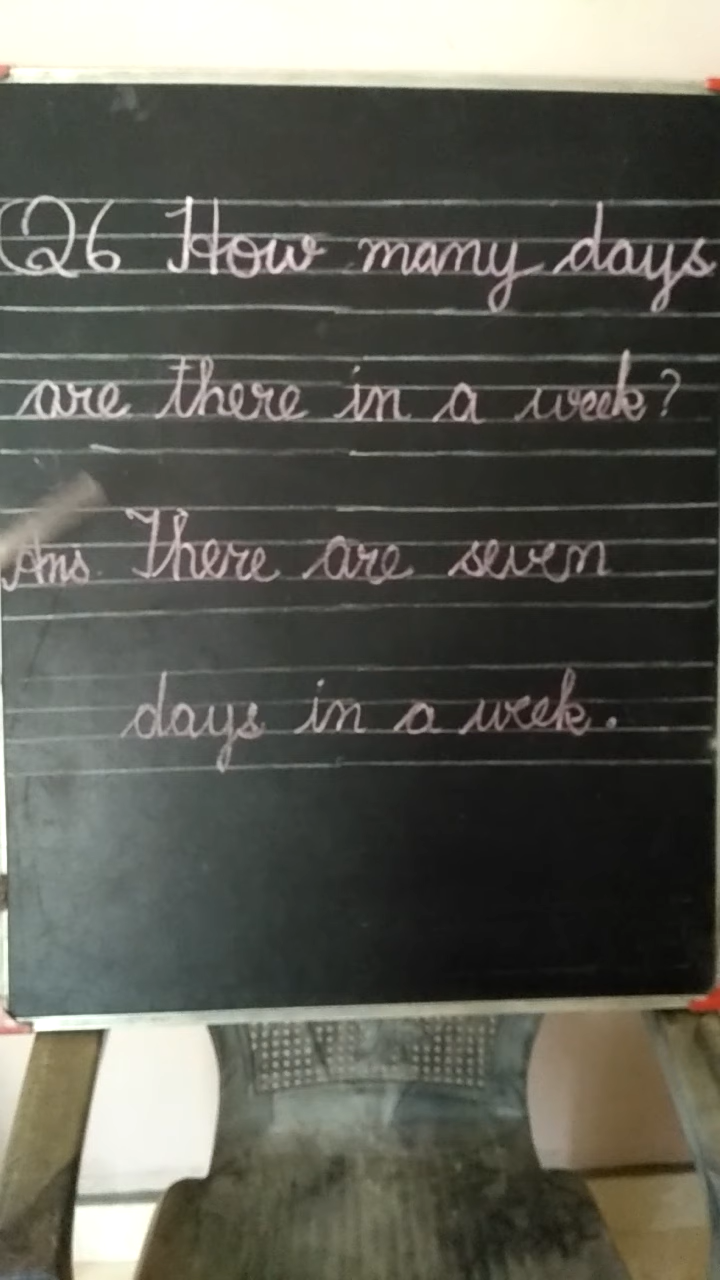 Q6 How many days
are there in a week?
Ans. There are seven
days in a week.